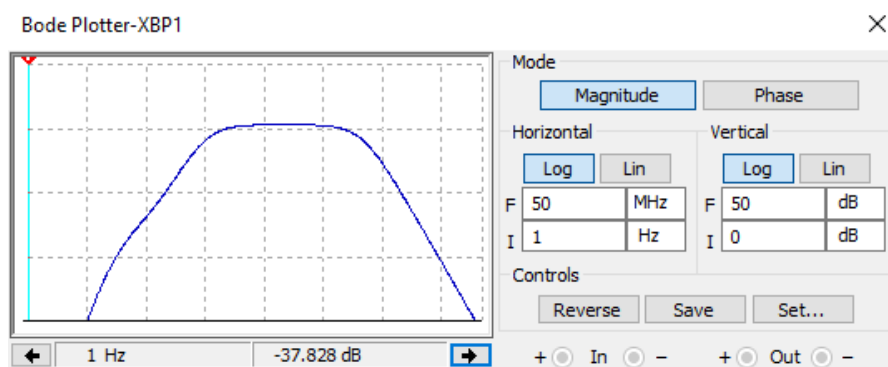 Bode Plotter-XBP1
Mode
Magnitude Phase
Horizontal Vertical
Log Lin Log Lin
F 50 MHz F 50 dB
I 1 Hz I 0 dB
Controls
Reverse Save Set...
1 Hz -37.828 dB + In - + Out -